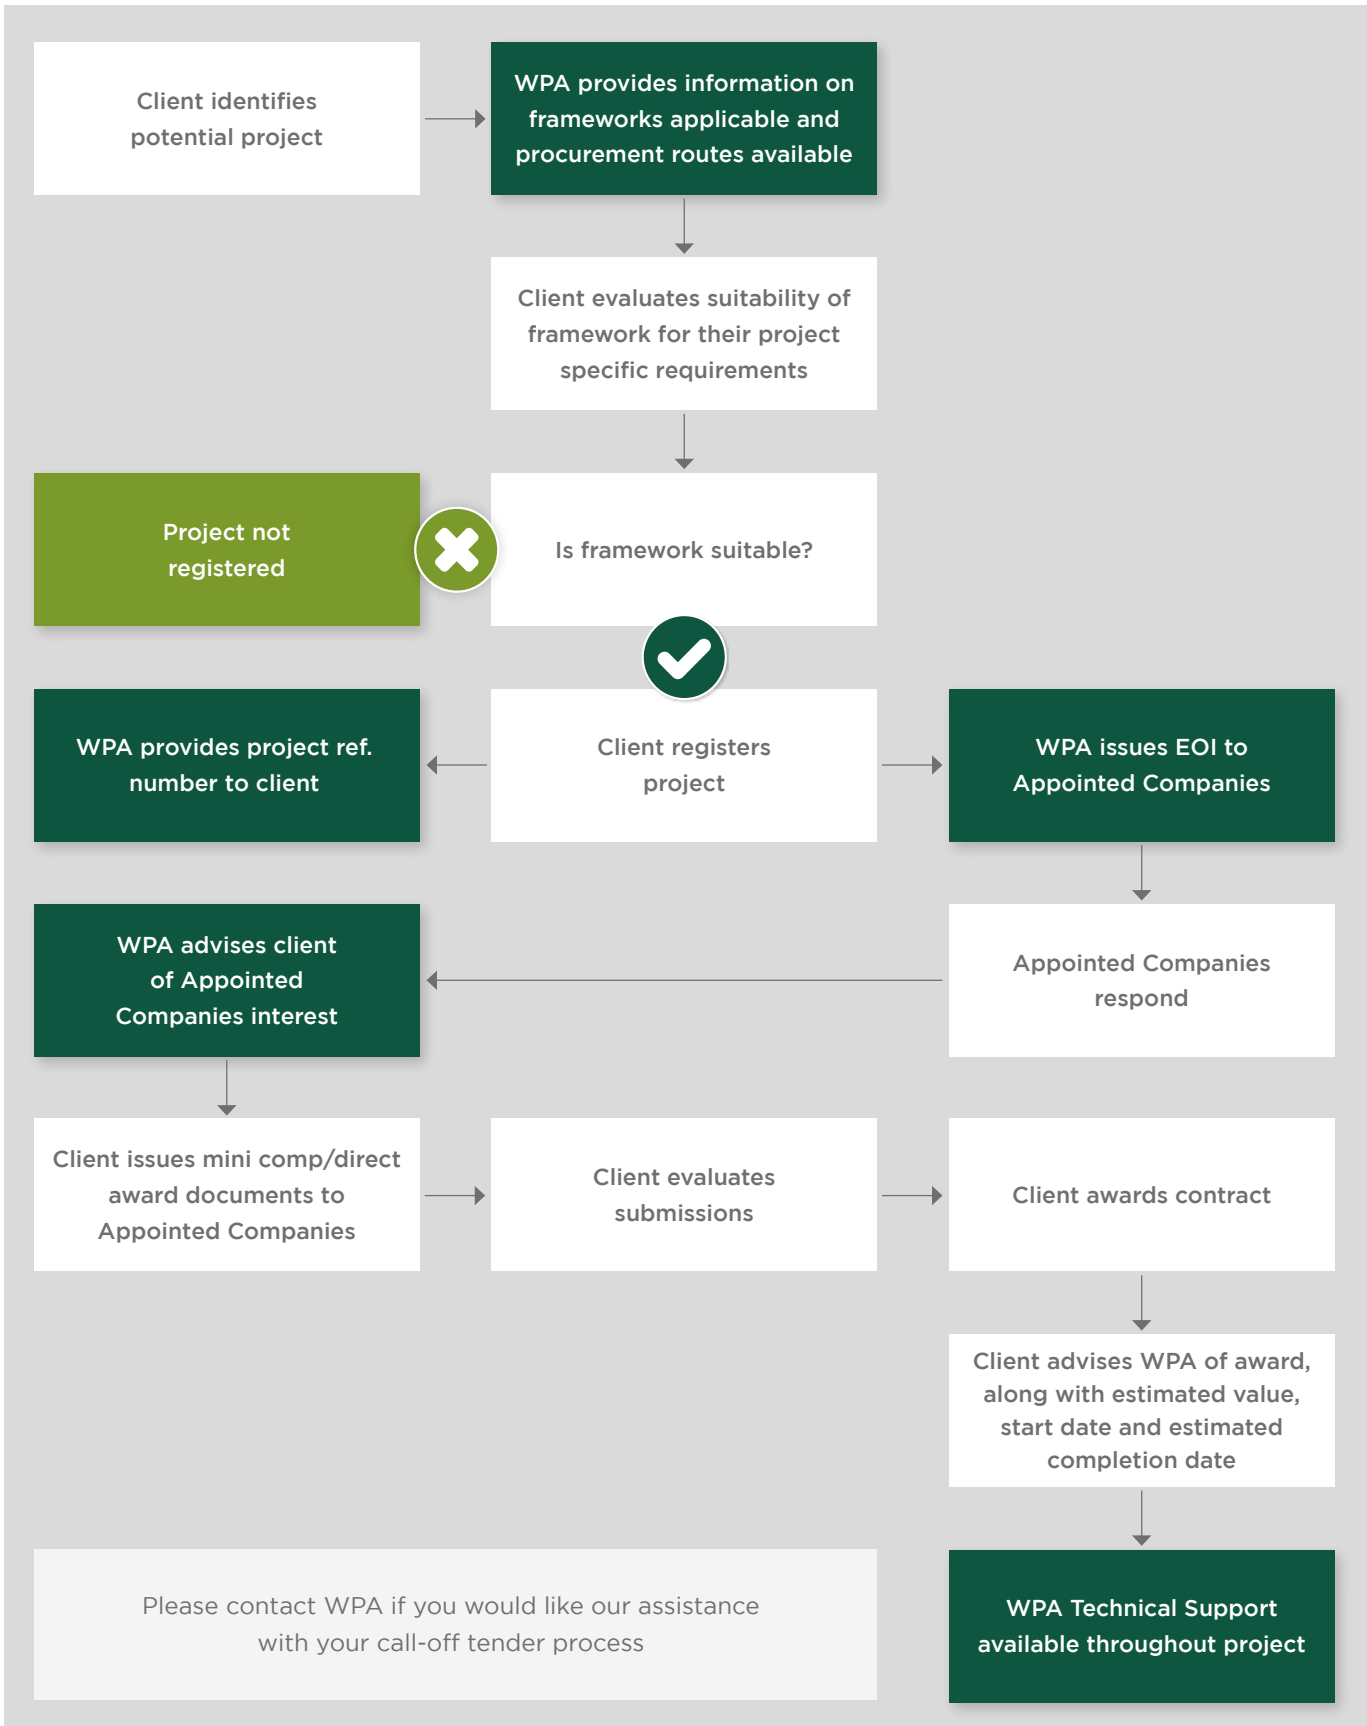 Client identifies
potential project
WPA provides information on
frameworks applicable and
procurement routes available
Client evaluates suitability of
framework for their project
specific requirements
Project not
registered
Is framework suitable?
WPA provides project ref.
number to client
Client registers
project
WPA issues EOI to
Appointed Companies
WPA advises client
of Appointed
Companies interest
Appointed Companies
respond
Client issues mini comp/direct
award documents to
Appointed Companies
Client evaluates
submissions
Client awards contract
Client advises WPA of award,
along with estimated value,
start date and estimated
completion date
Please contact WPA if you would like our assistance
with your call-off tender process
WPA Technical Support
available throughout project